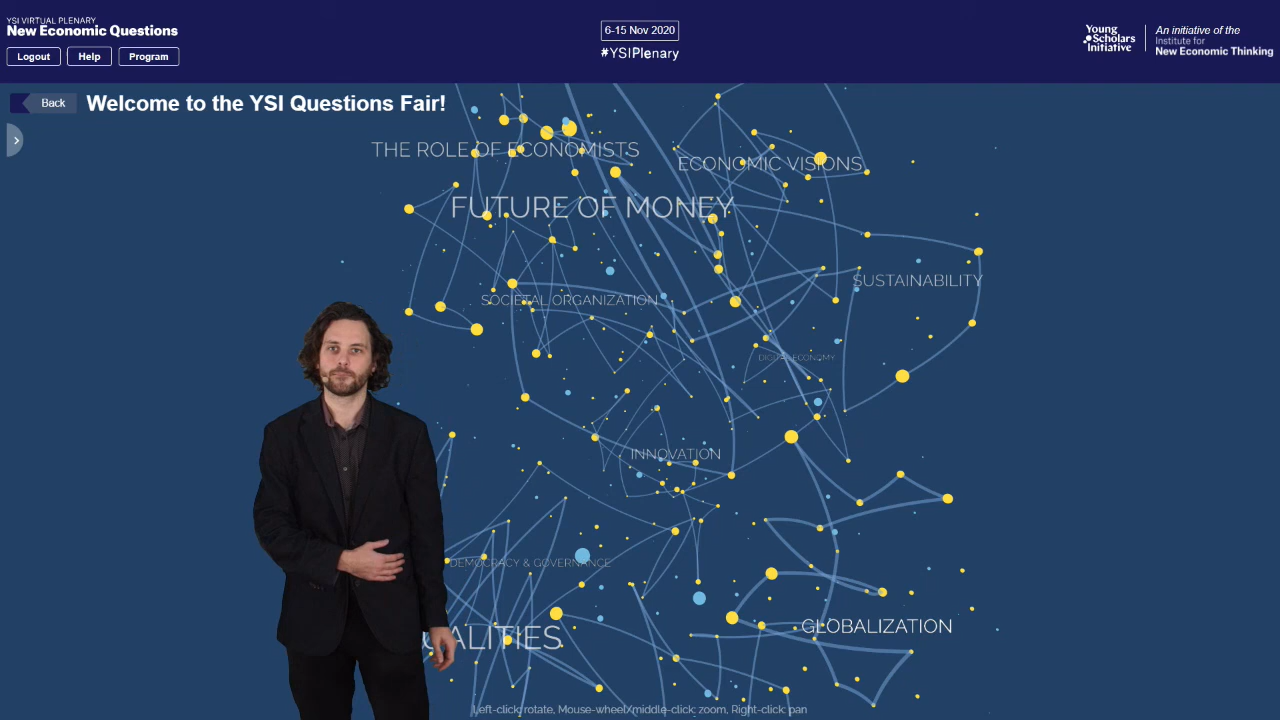 YSI VIRTUAL PLENARY
New Economic Questions
Logout Help Program
6-15 Nov 2020
#YSIPlenary
Young
Scholars
Initiative
An initiative of the
Institute for
New Economic Thinking
Back
Welcome to the YSI Questions Fair!
THE ROLE OF ECONOMISTS
ECONOMIC VISIONS
FUTURE OF MONEY
SUSTAINABILITY
SOCIETAL ORGANIZATION
DIGITAL ECONOMY
INNOVATION
DEMOCRACY & GOVERNANCE
GLOBALIZATION
ALITIES
Left-click: rotate, Mouse-wheel/middle-click: zoom, Right-click: pan